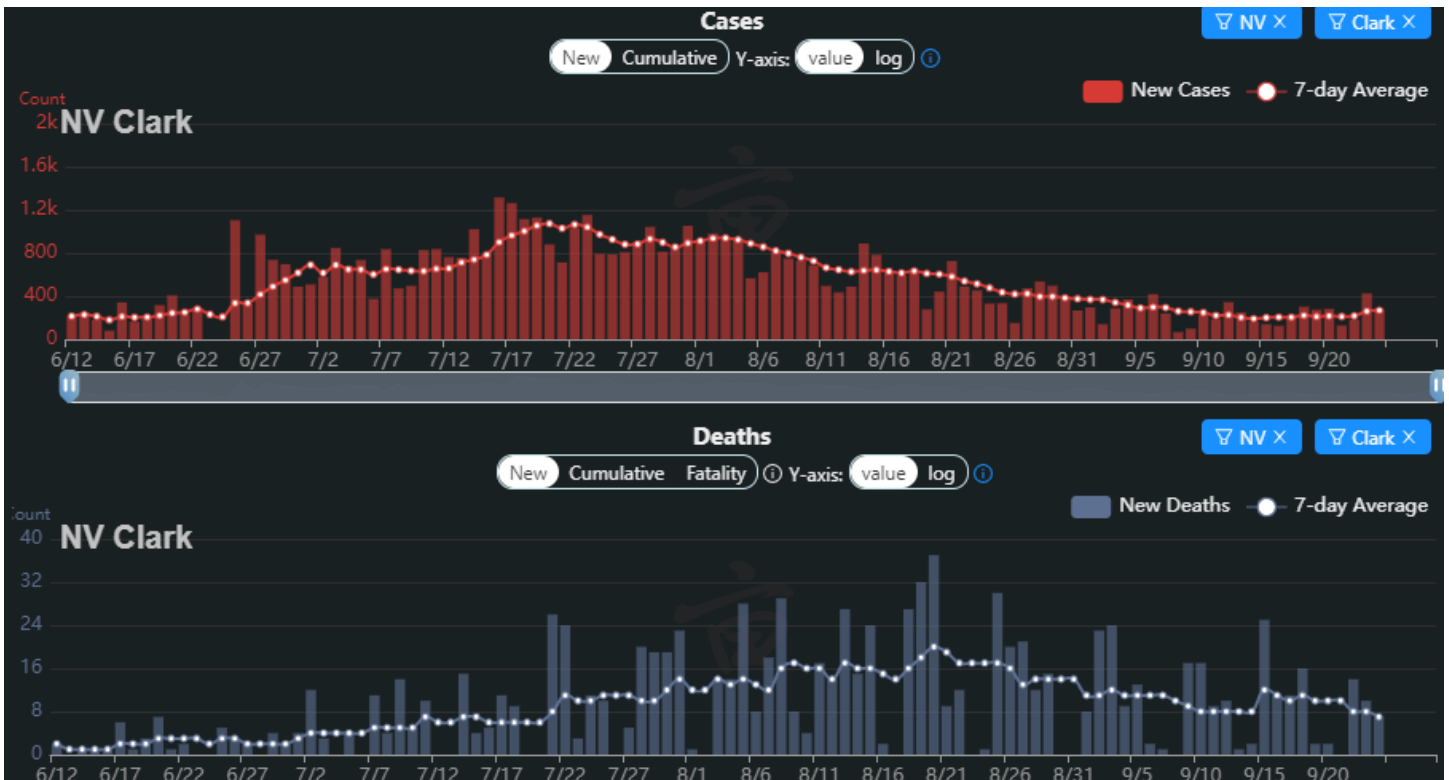 Cases
NV ×
Clark ×
New Cumulative Y-axis: value log
New Cases 7-day Average
Count
NV Clark
2k
1.6k
1.2k
800
400
0
6/12 6/17 6/22 6/27 7/2 7/7 7/12 7/17 7/22 7/27 8/1 8/6 8/11 8/16 8/21 8/26 8/31 9/5 9/10 9/15 9/20
Deaths
NV ×
Clark ×
New Cumulative Fatality Y-axis: value log
New Deaths 7-day Average
ount
NV Clark
40
32
24
16
8
0
6/12 6/17 6/22 6/27 7/2 7/7 7/12 7/17 7/22 7/27 8/1 8/6 8/11 8/16 8/21 8/26 8/31 9/5 9/10 9/15 9/20